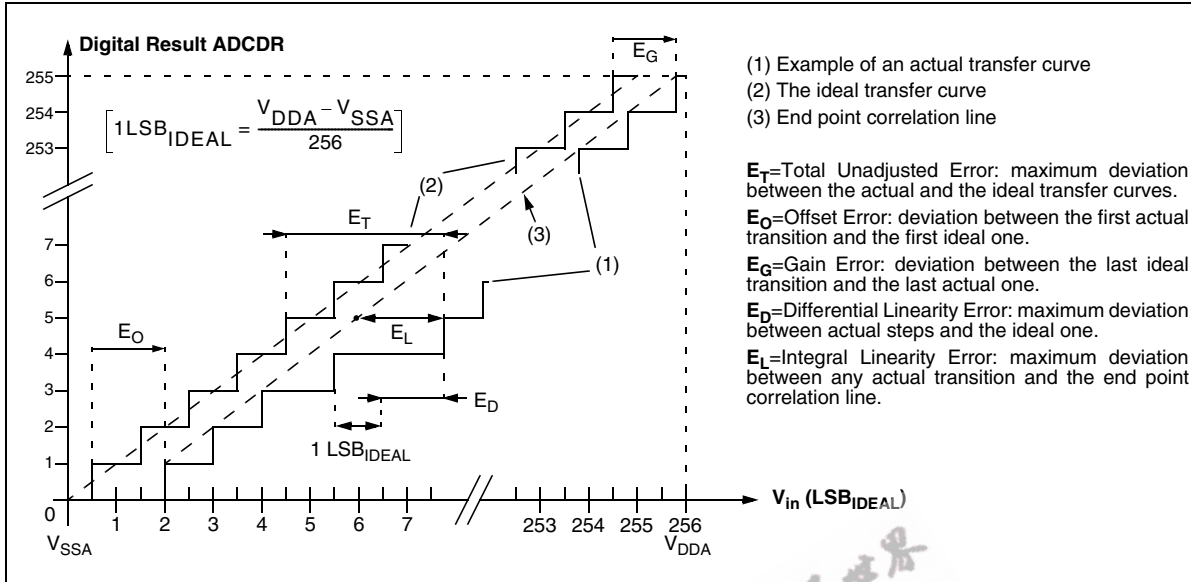 Digital Result ADCDR
255
254
253
7
6
5
4
3
2
1
0
1LSB_IDEAL = (V_DDA – V_SSA) / 256
E_G
(2)
E_T
(3)
(1)
E_O
E_L
E_D
1 LSB_IDEAL
V_in (LSB_IDEAL)
1 2 3 4 5 6 7 253 254 255 256
V_SSA V_DDA
(1) Example of an actual transfer curve
(2) The ideal transfer curve
(3) End point correlation line
E_T=Total Unadjusted Error: maximum deviation
between the actual and the ideal transfer curves.
E_O=Offset Error: deviation between the first actual
transition and the first ideal one.
E_G=Gain Error: deviation between the last ideal
transition and the last actual one.
E_D=Differential Linearity Error: maximum deviation
between actual steps and the ideal one.
E_L=Integral Linearity Error: maximum deviation
between any actual transition and the end point
correlation line.